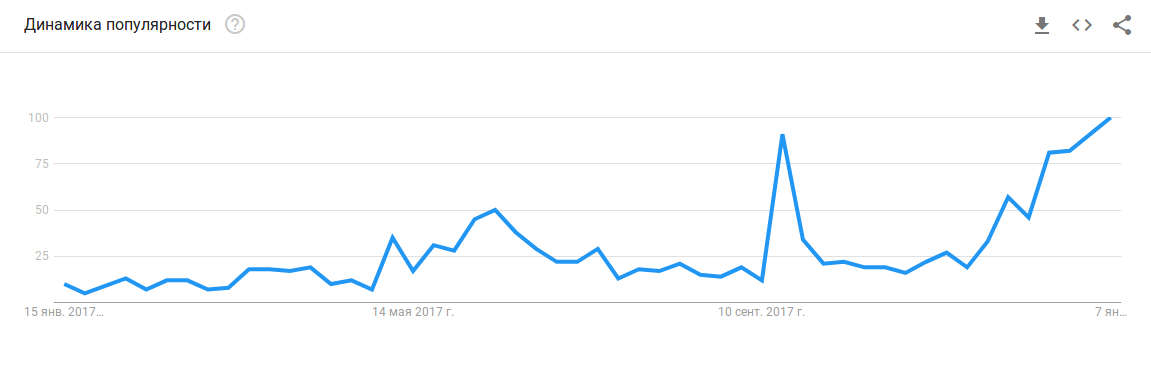 Динамика популярности
100
75
50
25
15 янв. 2017…
14 мая 2017 г.
10 сент. 2017 г.
7 ян…